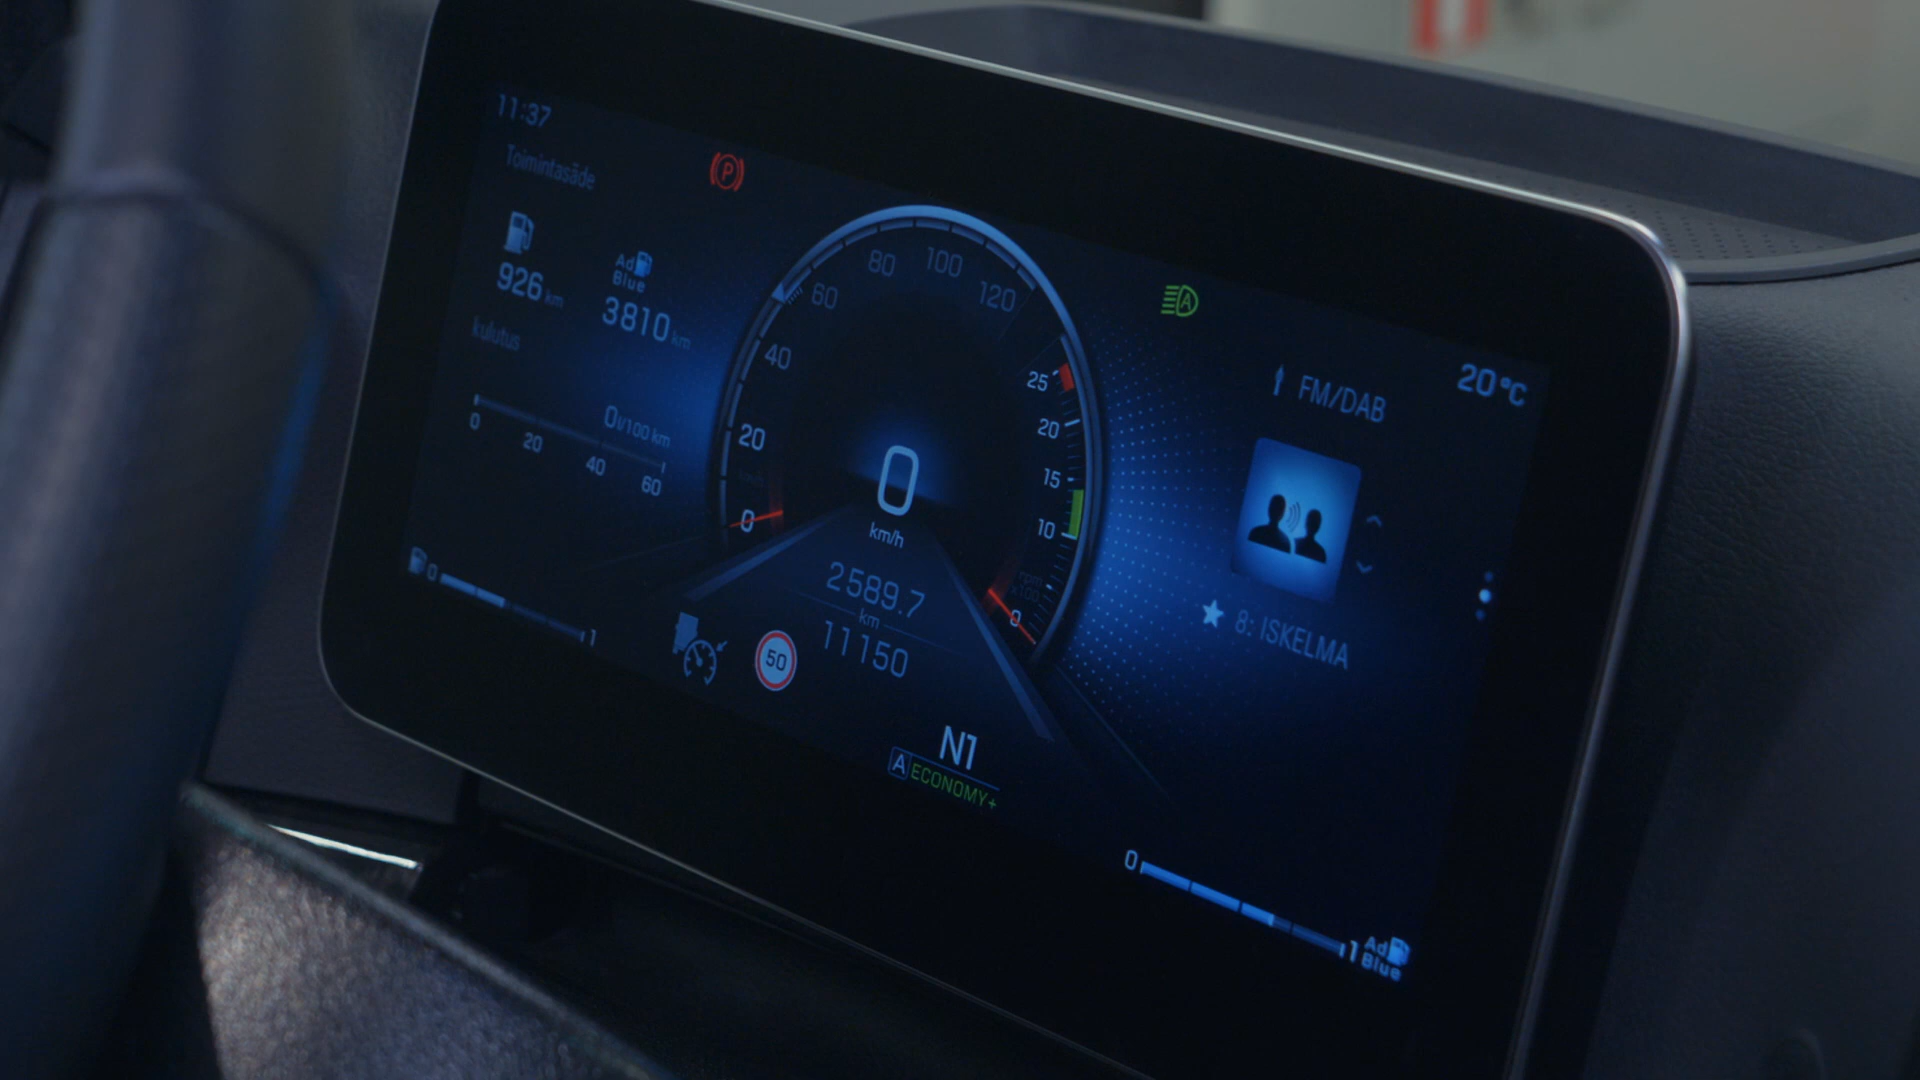 11:37
Toimintasäde
926 km
Ad
Blue
3810 km
kulutus
0 l/100 km
0 20 40 60
0 1
P
0 20 40 60 80 100 120
0
km/h
2589.7
km
11150
50
25
20
15
10
rpm
x100
0
N1
A ECONOMY+
A
20 °C
FM/DAB
8: ISKELMA
0 1
Ad
Blue